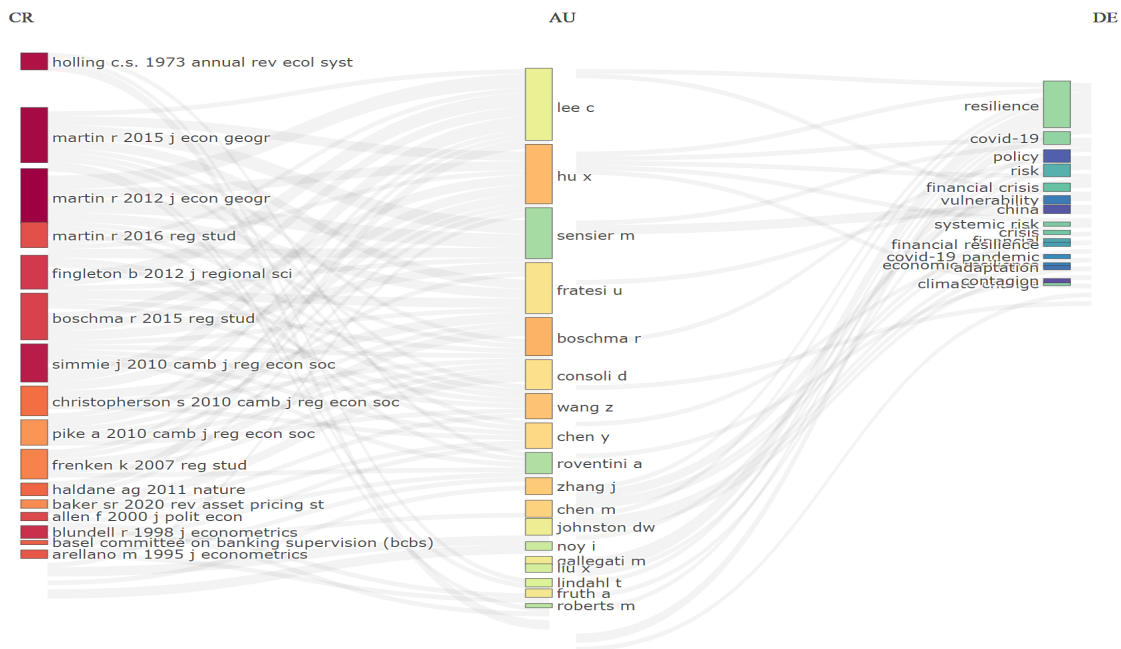 CR
AU
DE
holling c.s. 1973 annual rev ecol syst
martin r 2015 j econ geogr
martin r 2012 j econ geogr
martin r 2016 reg stud
fingleton b 2012 j regional sci
boschma r 2015 reg stud
simmie j 2010 camb j reg econ soc
christopherson s 2010 camb j reg econ soc
pike a 2010 camb j reg econ soc
frenken k 2007 reg stud
haldane ag 2011 nature
baker sr 2020 rev asset pricing st
allen f 2000 j polit econ
blundell r 1998 j econometrics
basel committee on banking supervision (bcbs)
arellano m 1995 j econometrics
lee c
hu x
sensier m
fratesi u
boschma r
consoli d
wang z
chen y
roventini a
zhang j
chen m
johnston dw
noy i
gallegati m
liu x
lindahl t
fruth a
roberts m
resilience
covid-19
policy
risk
financial crisis
vulnerability
china
systemic risk
crisis
financial
financial resilience
covid-19 pandemic
economic
adaptation
contagion
climate change